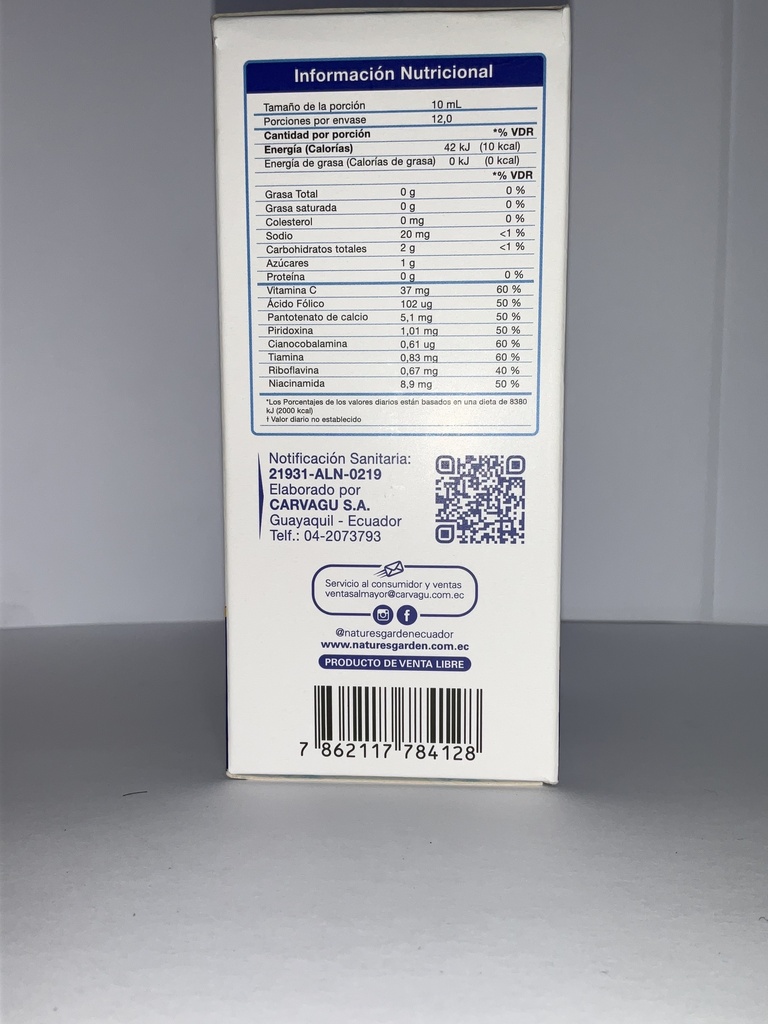 Información Nutricional
Tamaño de la porción 10 mL
Porciones por envase 12,0
Cantidad por porción *% VDR
Energía (Calorías) 42 kJ (10 kcal)
Energía de grasa (Calorías de grasa) 0 kJ (0 kcal)
*% VDR
Grasa Total 0 g 0 %
Grasa saturada 0 g 0 %
Colesterol 0 mg 0 %
Sodio 20 mg <1 %
Carbohidratos totales 2 g <1 %
Azúcares 1 g
Proteína 0 g 0 %
Vitamina C 37 mg 60 %
Ácido Fólico 102 ug 50 %
Pantotenato de calcio 5,1 mg 50 %
Piridoxina 1,01 mg 50 %
Cianocobalamina 0,61 ug 60 %
Tiamina 0,83 mg 60 %
Riboflavina 0,67 mg 40 %
Niacinamida 8,9 mg 50 %
*Los Porcentajes de los valores diarios están basados en una dieta de 8380
kJ (2000 kcal)
† Valor diario no establecido
Notificación Sanitaria:
21931-ALN-0219
Elaborado por
CARVAGU S.A.
Guayaquil - Ecuador
Telf.: 04-2073793
Servicio al consumidor y ventas
ventasalmayor@carvagu.com.ec
@naturesgardenecuador
www.naturesgarden.com.ec
PRODUCTO DE VENTA LIBRE
7 862117 784128